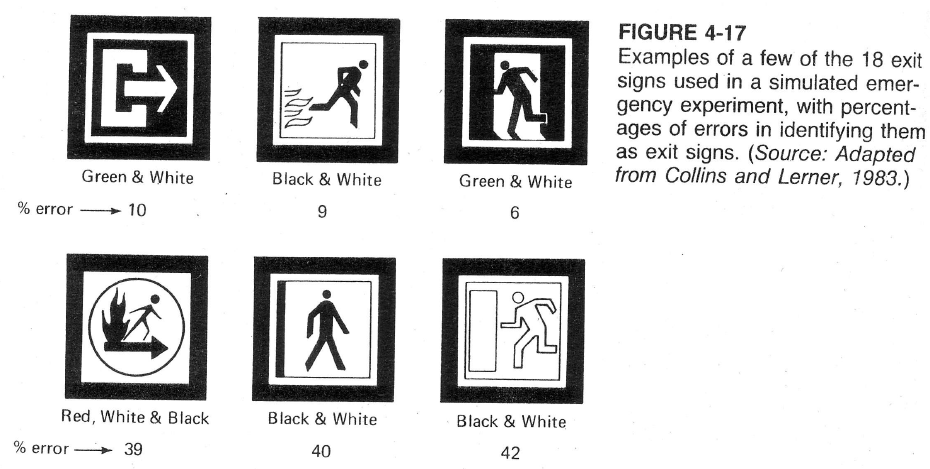 FIGURE 4-17
Examples of a few of the 18 exit
signs used in a simulated emer-
gency experiment, with percent-
ages of errors in identifying them
as exit signs. (Source: Adapted
from Collins and Lerner, 1983.)
Green & White
Black & White
Green & White
% error ⟶ 10
9
6
Red, White & Black
Black & White
Black & White
% error ⟶ 39
40
42